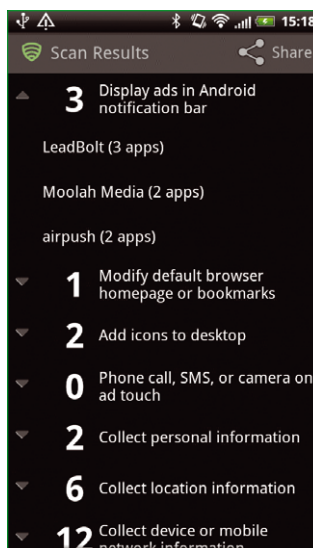 15:18
Scan Results
Share
3 Display ads in Android
notification bar
LeadBolt (3 apps)
Moolah Media (2 apps)
airpush (2 apps)
1 Modify default browser
homepage or bookmarks
2 Add icons to desktop
0 Phone call, SMS, or camera on
ad touch
2 Collect personal information
6 Collect location information
12 Collect device or mobile
network information